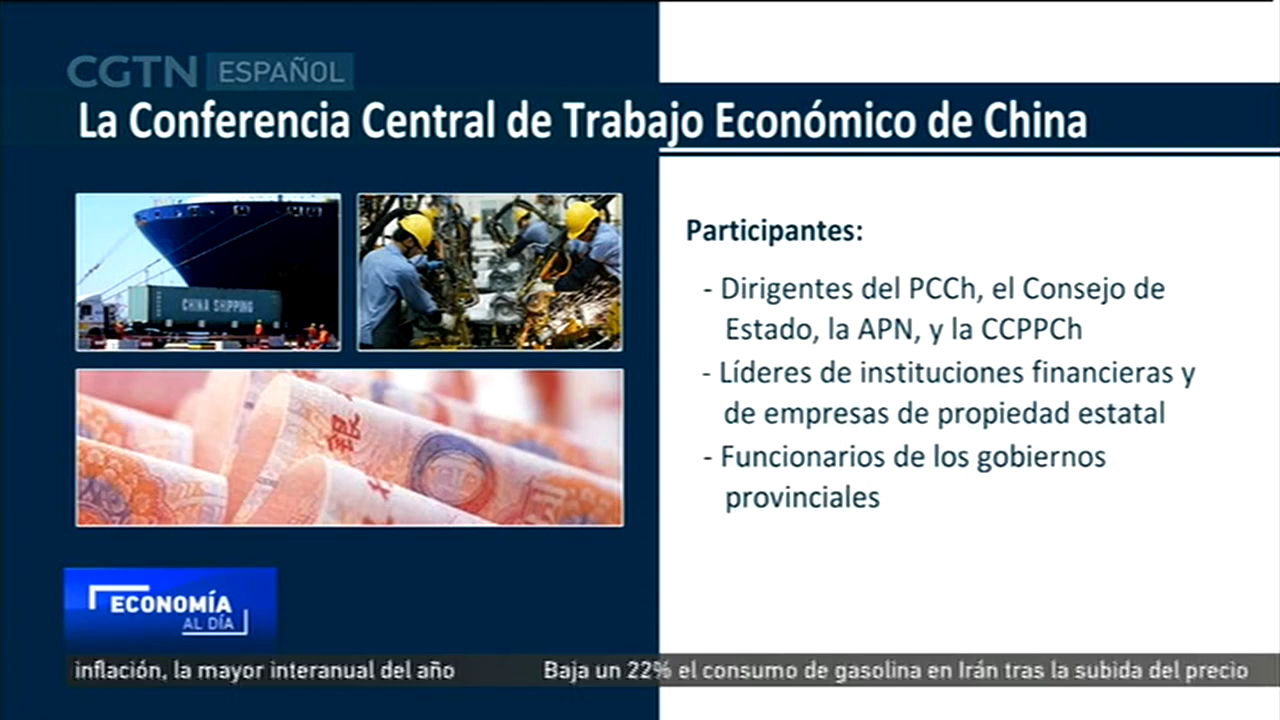 CGTN ESPAÑOL
La Conferencia Central de Trabajo Económico de China
CHINA SHIPPING
Participantes:
- Dirigentes del PCCh, el Consejo de
Estado, la APN, y la CCPPCh
- Líderes de instituciones financieras y
de empresas de propiedad estatal
- Funcionarios de los gobiernos
provinciales
ECONOMÍA
AL DÍA
inflación, la mayor interanual del año Baja un 22% el consumo de gasolina en Irán tras la subida del precio